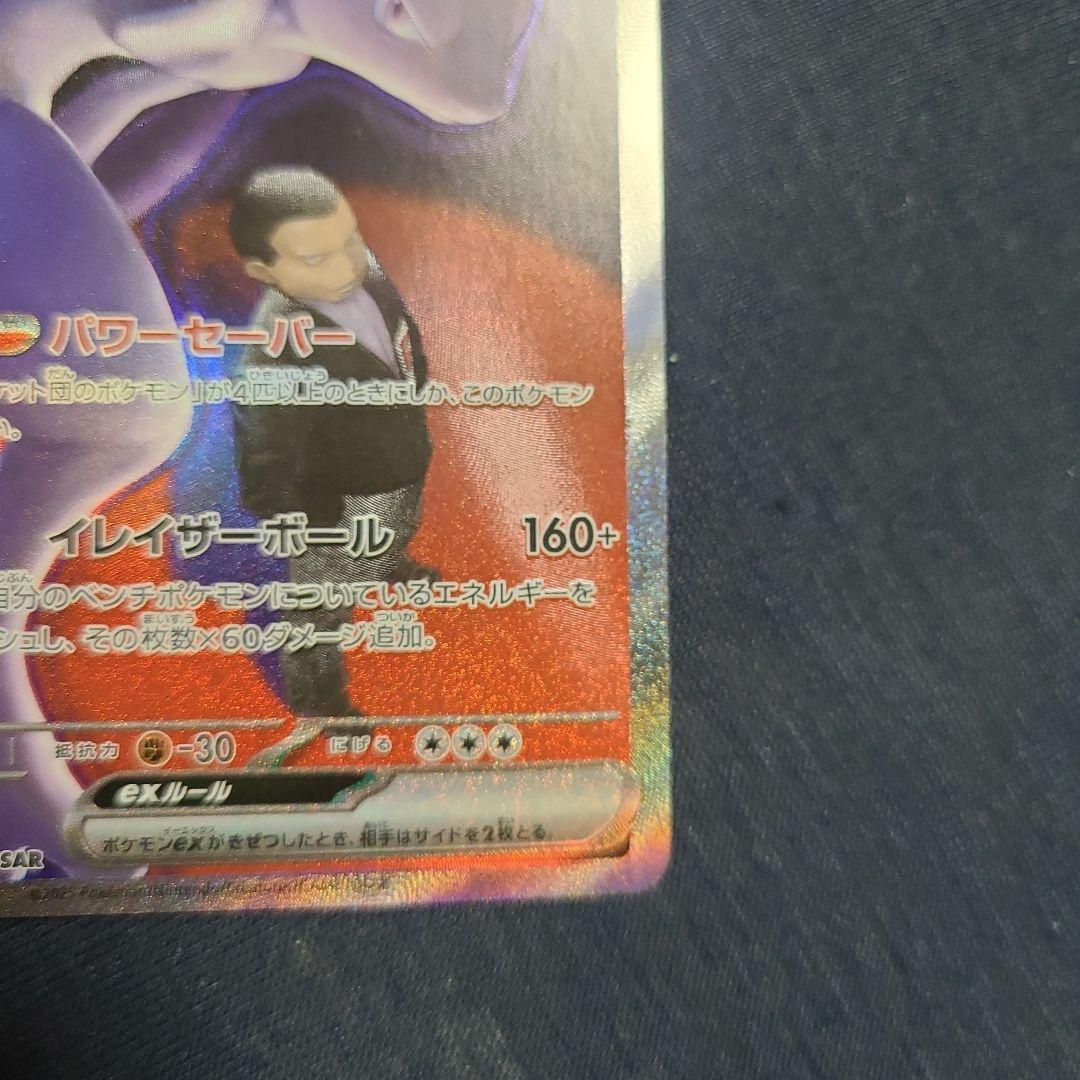 パワーセーバー
ケット団のポケモン」が4匹以上のときにしか、このポケモン
い。
イレイザーボール 160+
自分のベンチポケモンについているエネルギーを
シュし、その枚数×60ダメージ追加。
抵抗力 -30 にげる
exルール
ポケモンexがきぜつしたとき、相手はサイドを2枚とる。
SAR